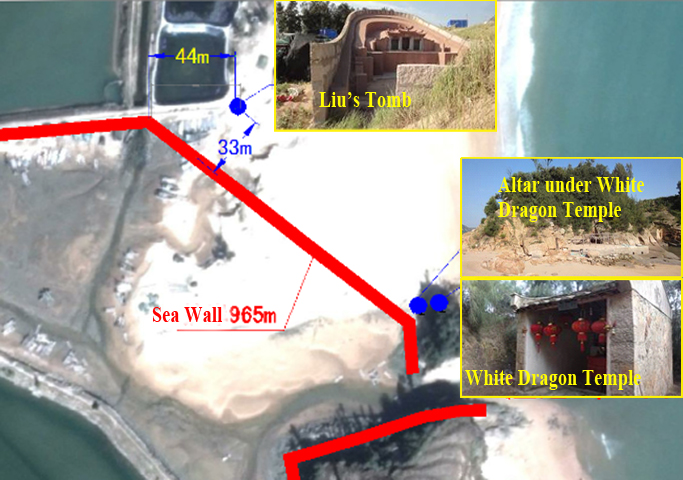 44m
Liu's Tomb
33m
Altar under White
Dragon Temple
Sea Wall 965m
White Dragon Temple